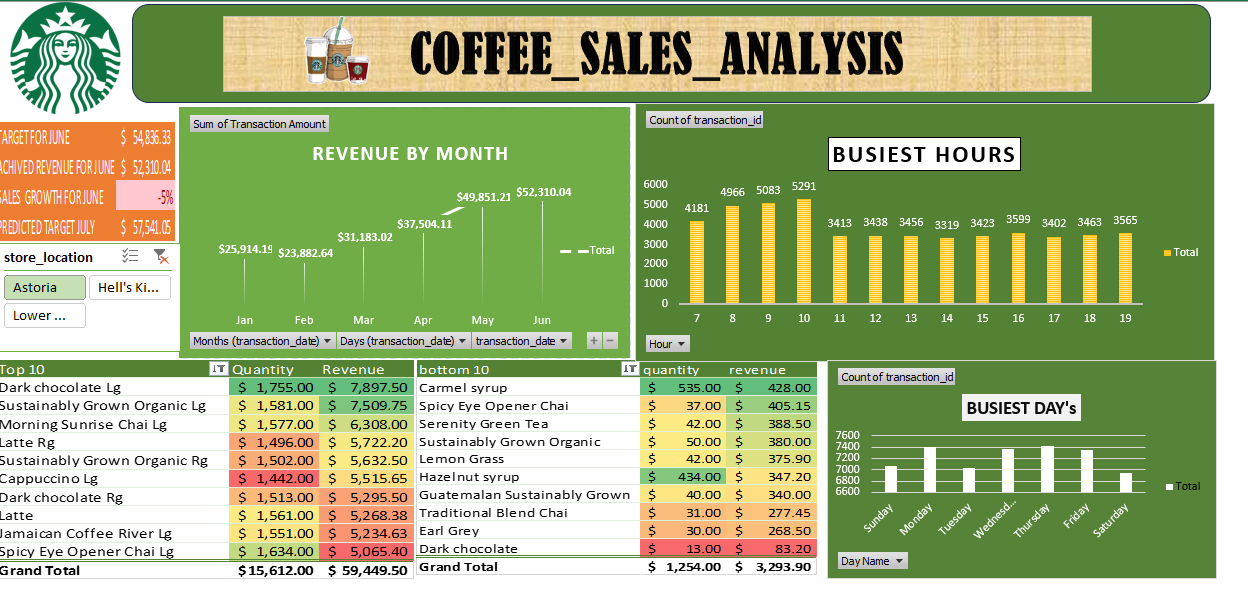 COFFEE_SALES_ANALYSIS
TARGET FOR JUNE $ 54,836.33
ACHIVED REVENUE FOR JUNE $ 52,310.04
SALES GROWTH FOR JUNE -5%
PREDICTED TARGET JULY $ 57,541.05
store_location
Astoria Hell's Ki...
Lower ...
Sum of Transaction Amount
REVENUE BY MONTH
$25,914.19 $23,882.64 $31,183.02 $37,504.11 $49,851.21 $52,310.04
Total
Jan Feb Mar Apr May Jun
Months (transaction_date) Days (transaction_date) transaction_date + −
Count of transaction_id
BUSIEST HOURS
6000
5000
4000
3000
2000
1000
0
4181 4966 5083 5291 3413 3438 3456 3319 3423 3599 3402 3463 3565
Total
7 8 9 10 11 12 13 14 15 16 17 18 19
Hour
Top 10 Quantity Revenue
Dark chocolate Lg $ 1,755.00 $ 7,897.50
Sustainably Grown Organic Lg $ 1,581.00 $ 7,509.75
Morning Sunrise Chai Lg $ 1,577.00 $ 6,308.00
Latte Rg $ 1,496.00 $ 5,722.20
Sustainably Grown Organic Rg $ 1,502.00 $ 5,632.50
Cappuccino Lg $ 1,442.00 $ 5,515.65
Dark chocolate Rg $ 1,513.00 $ 5,295.50
Latte $ 1,561.00 $ 5,268.38
Jamaican Coffee River Lg $ 1,551.00 $ 5,234.63
Spicy Eye Opener Chai Lg $ 1,634.00 $ 5,065.40
Grand Total $15,612.00 $ 59,449.50
bottom 10 quantity revenue
Carmel syrup $ 535.00 $ 428.00
Spicy Eye Opener Chai $ 37.00 $ 405.15
Serenity Green Tea $ 42.00 $ 388.50
Sustainably Grown Organic $ 50.00 $ 380.00
Lemon Grass $ 42.00 $ 375.90
Hazelnut syrup $ 434.00 $ 347.20
Guatemalan Sustainably Grown $ 40.00 $ 340.00
Traditional Blend Chai $ 31.00 $ 277.45
Earl Grey $ 30.00 $ 268.50
Dark chocolate $ 13.00 $ 83.20
Grand Total $ 1,254.00 $ 3,293.90
Count of transaction_id
BUSIEST DAY's
7600
7400
7200
7000
6800
6600
Total
Sunday Monday Tuesday Wednesd... Thursday Friday Saturday
Day Name